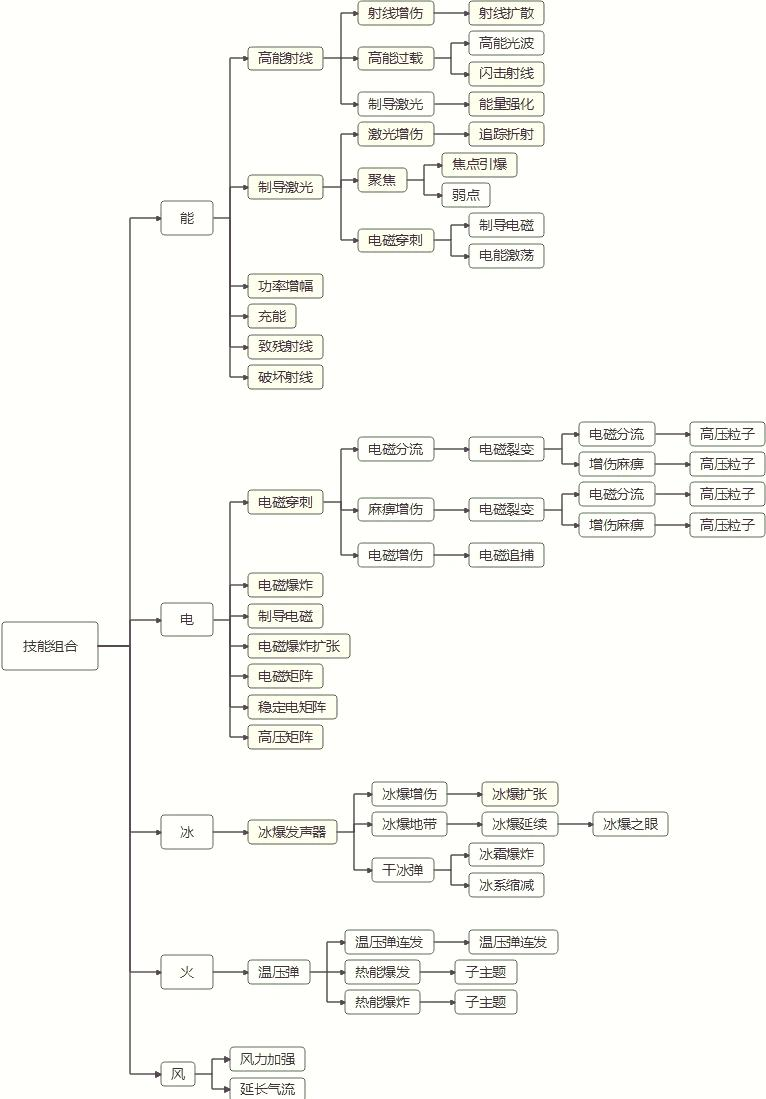 技能组合
能
高能射线
射线增伤
射线扩散
高能过载
高能光波
闪击射线
制导激光
能量强化
制导激光
激光增伤
追踪折射
聚焦
焦点引爆
弱点
电磁穿刺
制导电磁
电能激荡
功率增幅
充能
致残射线
破坏射线
电
电磁穿刺
电磁分流
电磁裂变
电磁分流
高压粒子
增伤麻痹
高压粒子
麻痹增伤
电磁裂变
电磁分流
高压粒子
增伤麻痹
高压粒子
电磁增伤
电磁追捕
电磁爆炸
制导电磁
电磁爆炸扩张
电磁矩阵
稳定电矩阵
高压矩阵
冰
冰爆发声器
冰爆增伤
冰爆扩张
冰爆地带
冰爆延续
冰爆之眼
干冰弹
冰霜爆炸
冰系缩减
火
温压弹
温压弹连发
温压弹连发
热能爆发
子主题
热能爆炸
子主题
风
风力加强
延长气流